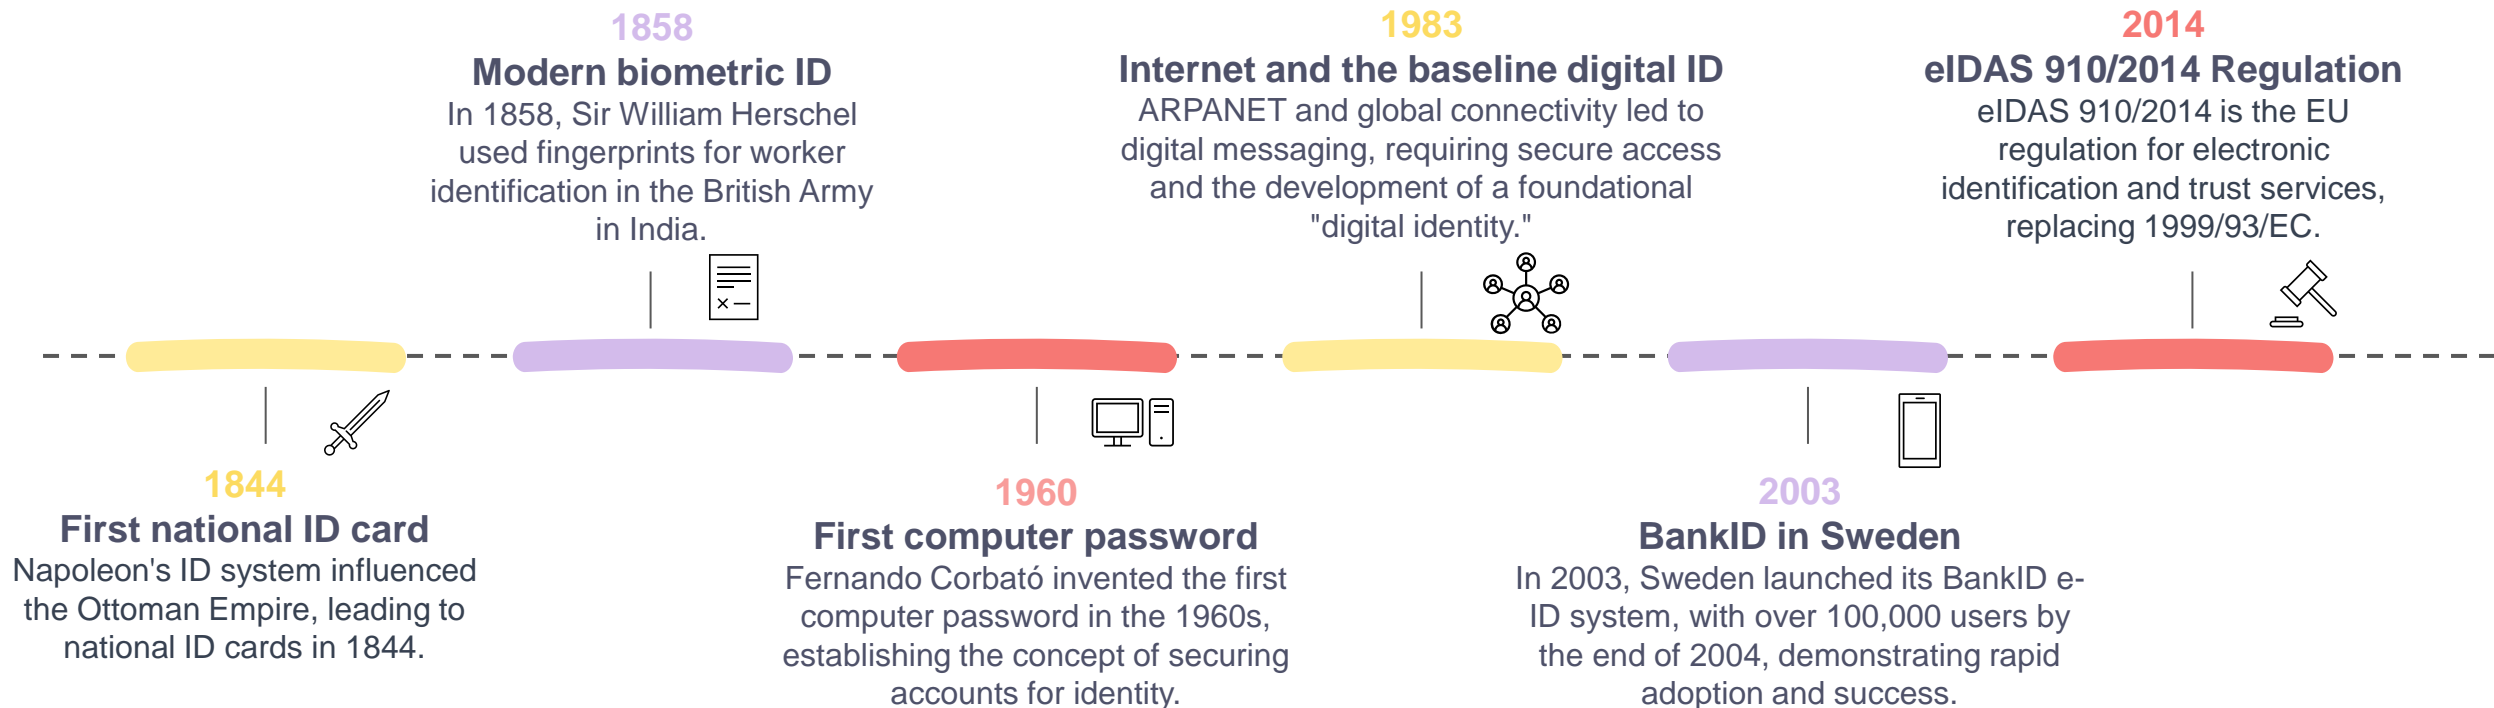 1844
First national ID card
Napoleon's ID system influenced
the Ottoman Empire, leading to
national ID cards in 1844.
1858
Modern biometric ID
In 1858, Sir William Herschel
used fingerprints for worker
identification in the British Army
in India.
1960
First computer password
Fernando Corbató invented the first
computer password in the 1960s,
establishing the concept of securing
accounts for identity.
1983
Internet and the baseline digital ID
ARPANET and global connectivity led to
digital messaging, requiring secure access
and the development of a foundational
"digital identity."
2003
BankID in Sweden
In 2003, Sweden launched its BankID e-
ID system, with over 100,000 users by
the end of 2004, demonstrating rapid
adoption and success.
2014
eIDAS 910/2014 Regulation
eIDAS 910/2014 is the EU
regulation for electronic
identification and trust services,
replacing 1999/93/EC.